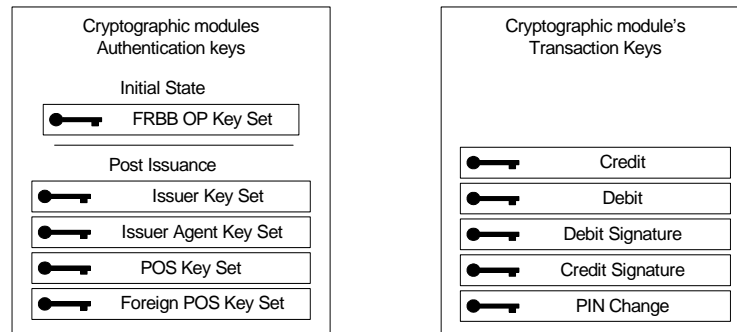 Cryptographic modules
Authentication keys
Initial State
FRBB OP Key Set
Post Issuance
Issuer Key Set
Issuer Agent Key Set
POS Key Set
Foreign POS Key Set
Cryptographic module's
Transaction Keys
Credit
Debit
Debit Signature
Credit Signature
PIN Change